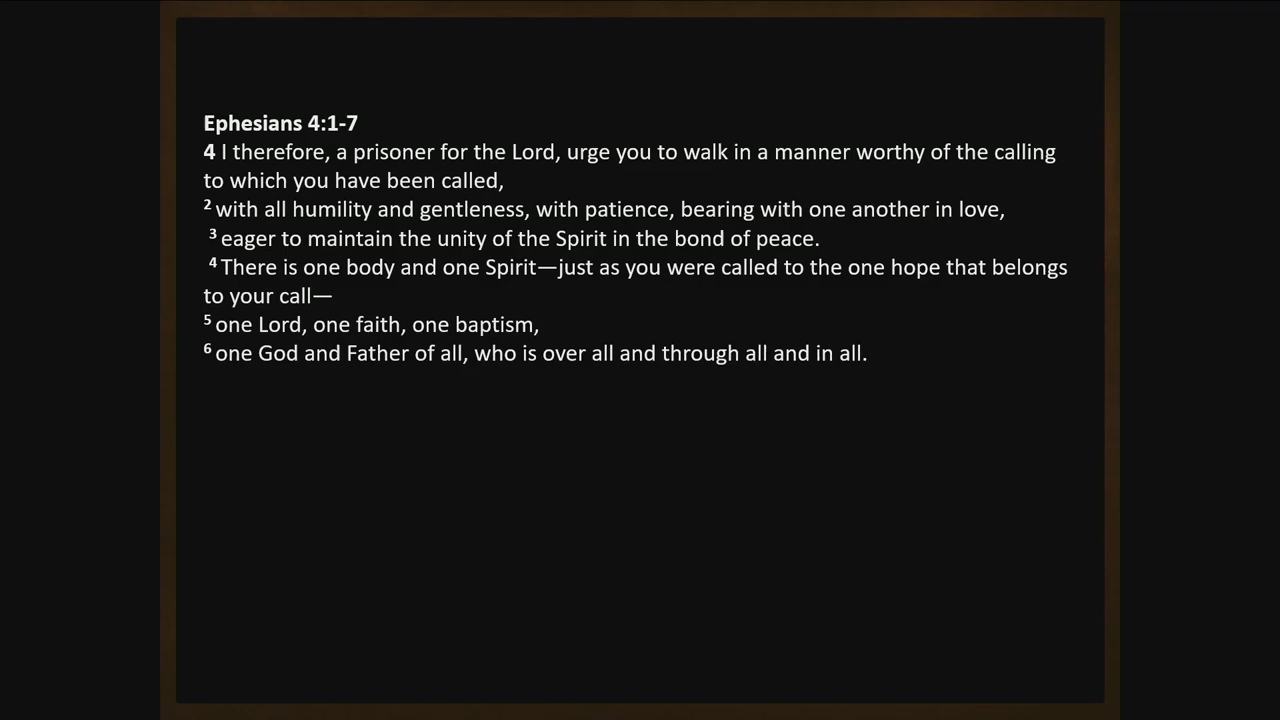 Ephesians 4:1-7
4 I therefore, a prisoner for the Lord, urge you to walk in a manner worthy of the calling
to which you have been called,
2 with all humility and gentleness, with patience, bearing with one another in love,
3 eager to maintain the unity of the Spirit in the bond of peace.
4 There is one body and one Spirit—just as you were called to the one hope that belongs
to your call—
5 one Lord, one faith, one baptism,
6 one God and Father of all, who is over all and through all and in all.